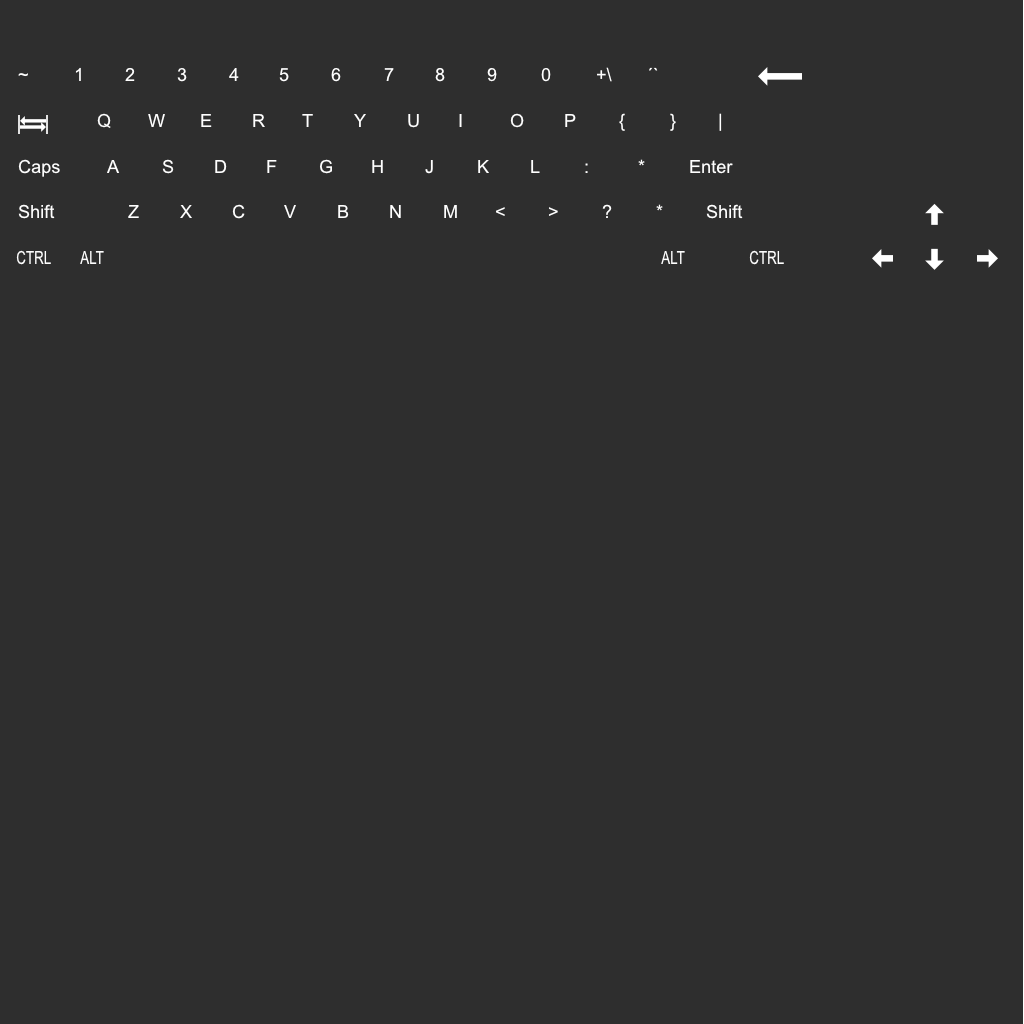 ~ 1 2 3 4 5 6 7 8 9 0 +\ ´`
Q W E R T Y U I O P { } |
Caps A S D F G H J K L : * Enter
Shift Z X C V B N M < > ? * Shift
CTRL ALT ALT CTRL